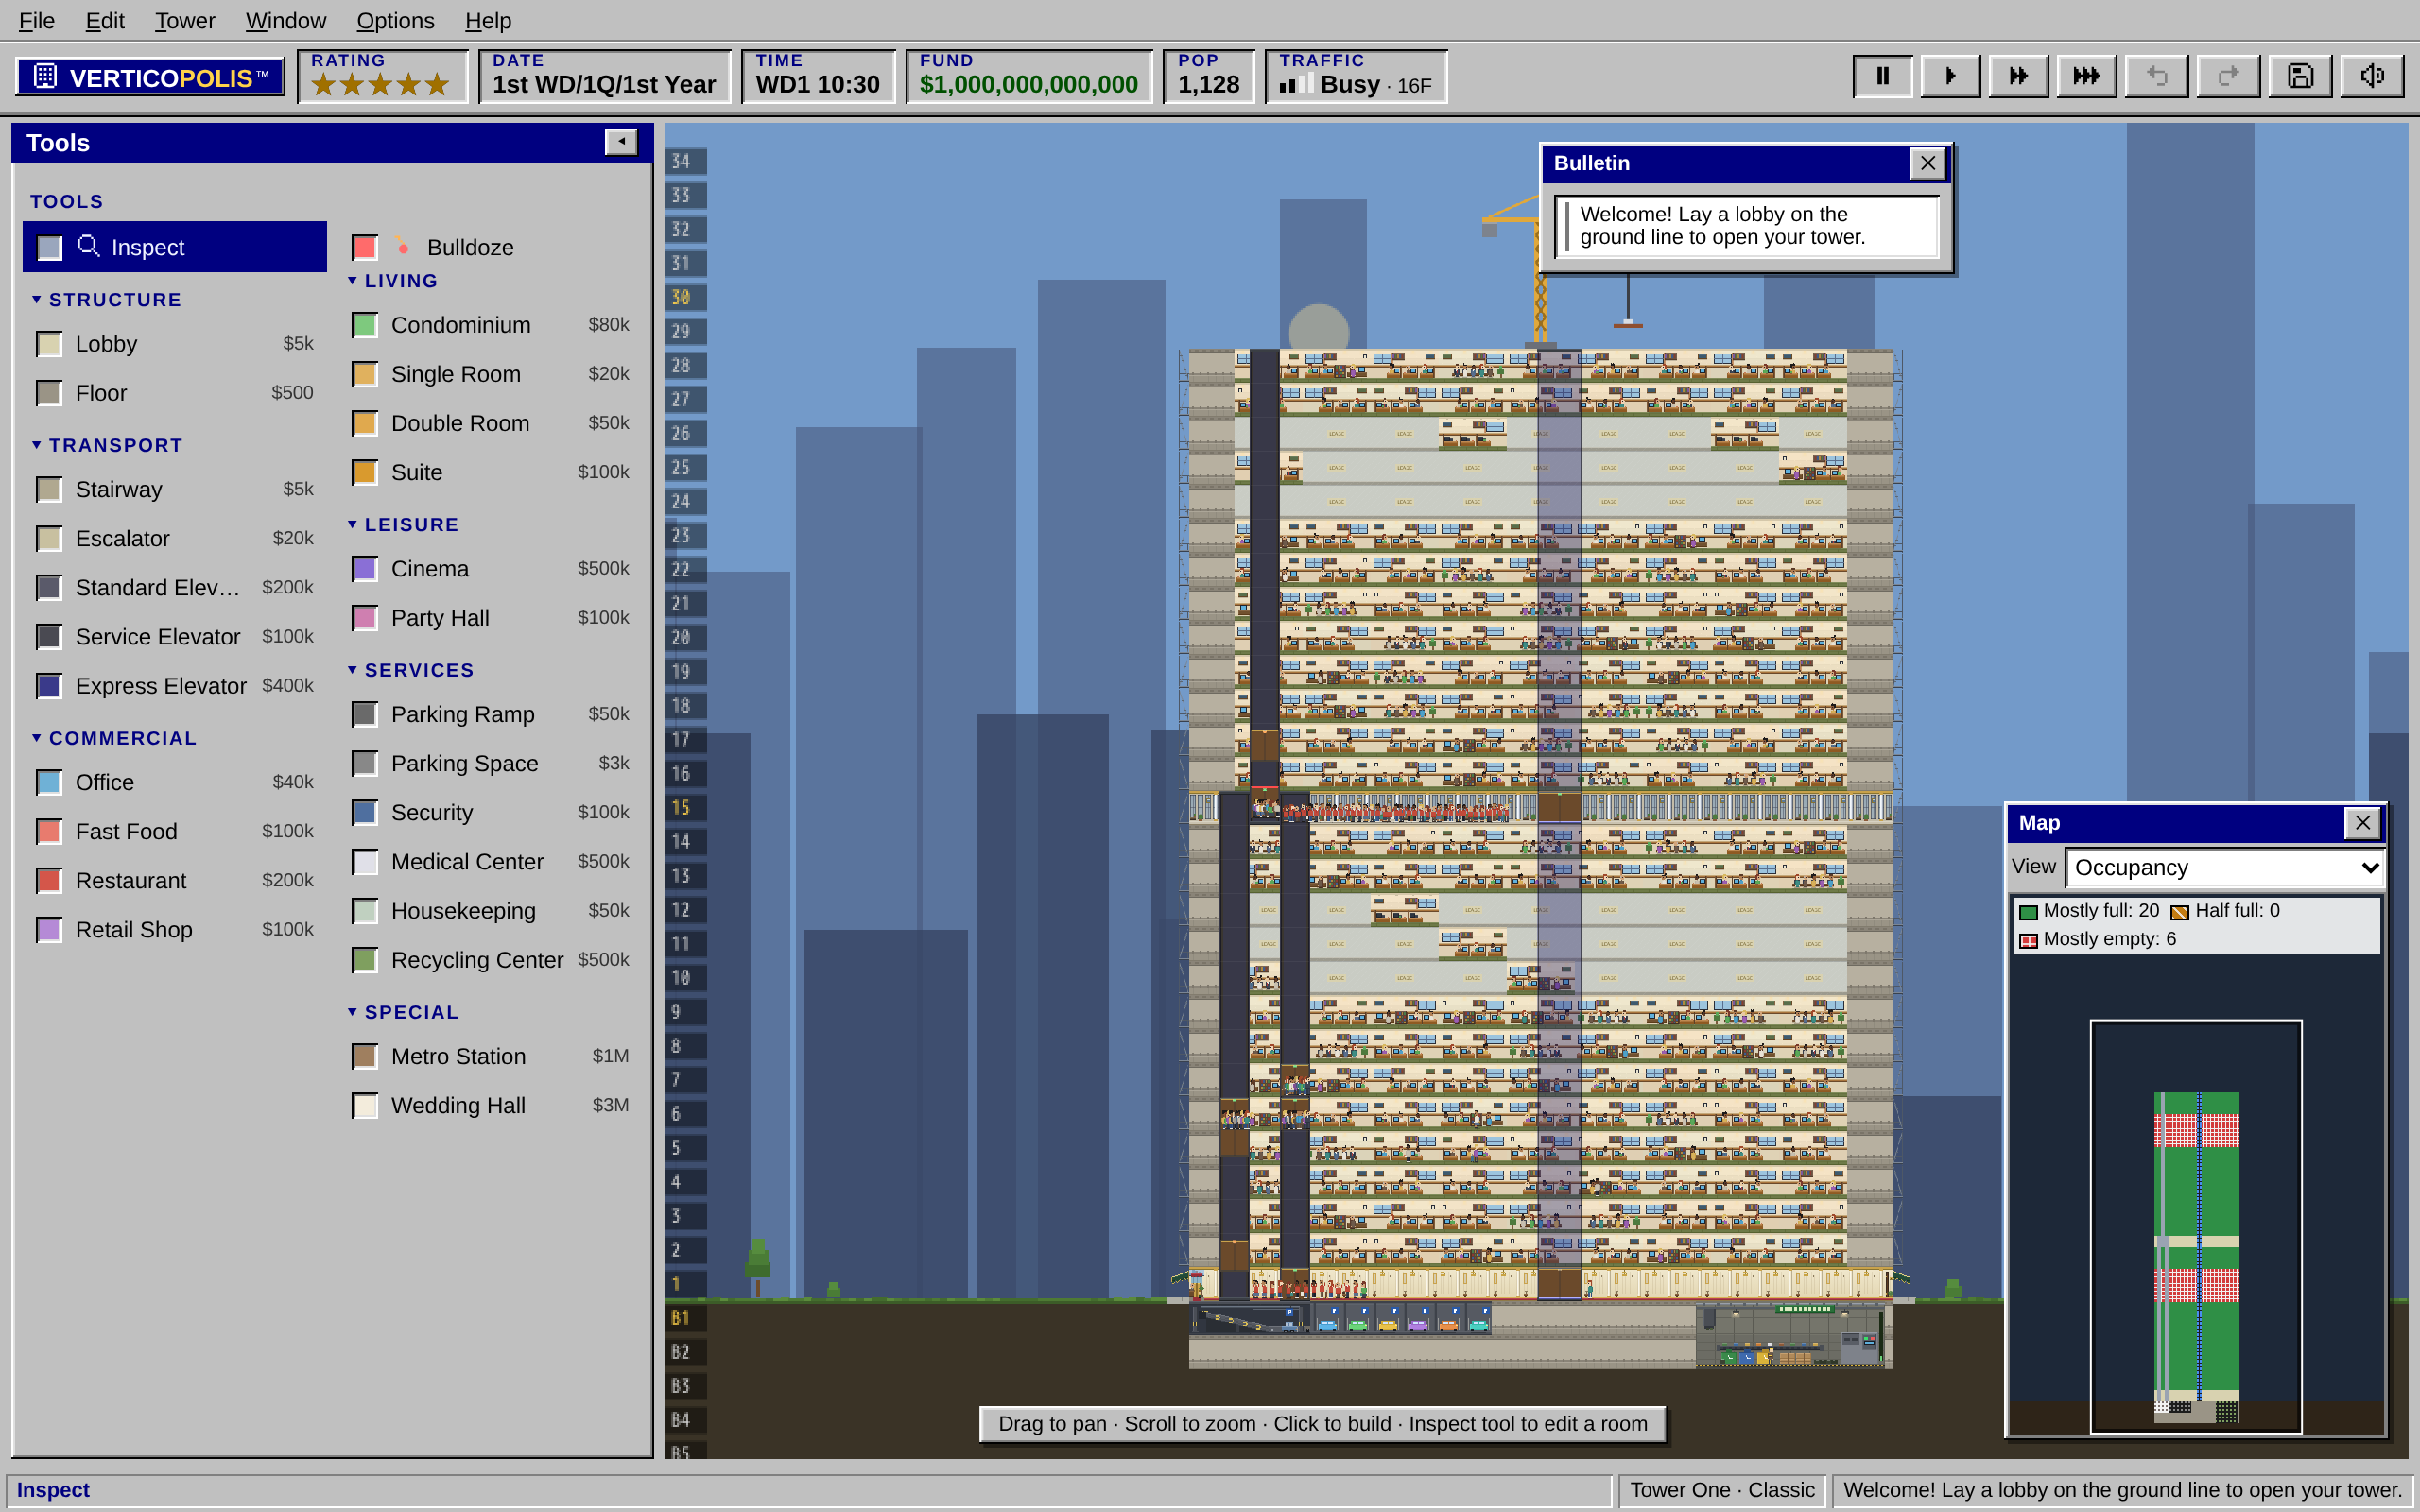 File Edit Tower Window Options Help
VERTICOPOLIS™
RATING
★★★★★
DATE
1st WD/1Q/1st Year
TIME
WD1 10:30
FUND
$1,000,000,000,000
POP
1,128
TRAFFIC
Busy · 16F
Tools
TOOLS
Inspect
Bulldoze
STRUCTURE
Lobby $5k
Floor $500
TRANSPORT
Stairway $5k
Escalator $20k
Standard Elev… $200k
Service Elevator $100k
Express Elevator $400k
COMMERCIAL
Office $40k
Fast Food $100k
Restaurant $200k
Retail Shop $100k
LIVING
Condominium $80k
Single Room $20k
Double Room $50k
Suite $100k
LEISURE
Cinema $500k
Party Hall $100k
SERVICES
Parking Ramp $50k
Parking Space $3k
Security $100k
Medical Center $500k
Housekeeping $50k
Recycling Center $500k
SPECIAL
Metro Station $1M
Wedding Hall $3M
34
33
32
31
30
29
28
27
26
25
24
23
22
21
20
19
18
17
16
15
14
13
12
11
10
9
8
7
6
5
4
3
2
1
B1
B2
B3
B4
B5
Bulletin
Welcome! Lay a lobby on the
ground line to open your tower.
Map
View Occupancy
Mostly full: 20 Half full: 0
Mostly empty: 6
Drag to pan · Scroll to zoom · Click to build · Inspect tool to edit a room
Inspect
Tower One · Classic
Welcome! Lay a lobby on the ground line to open your tower.